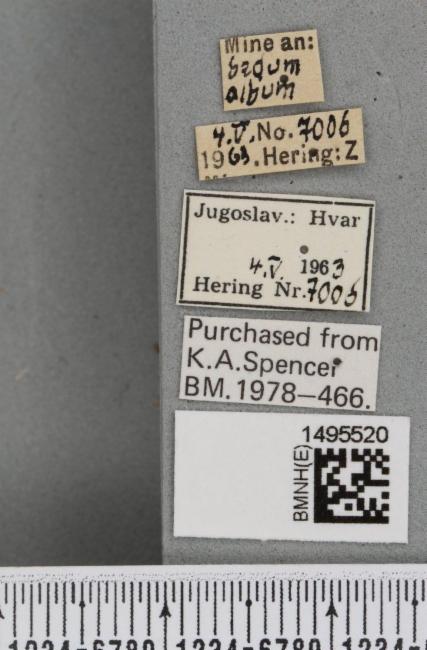 Mine an:
album
4.V. No. 7006
1963. Hering: Z
Jugoslav.: Hvar
4.V. 1963
Hering Nr. 7006
Purchased from
K.A.Spencer
BM.1978–466.
1495520
BMNH(E)